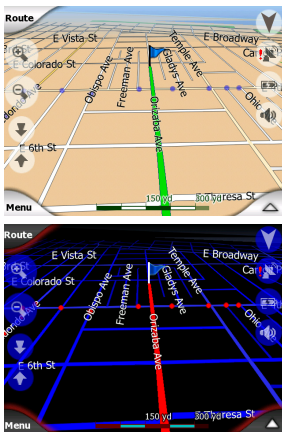 Route
E Vista St
E Broadway
Temple Ave
Gladys Ave
E Colorado St
Obispo Ave
Freeman Ave
Orizaba Ave
E 6th St
150 yd
300 yd
Menu
Route
E Vista St
E Broadway
Temple Ave
Gladys Ave
E Colorado St
Obispo Ave
Freeman Ave
Orizaba Ave
E 6th St
150 yd
300 yd
Menu